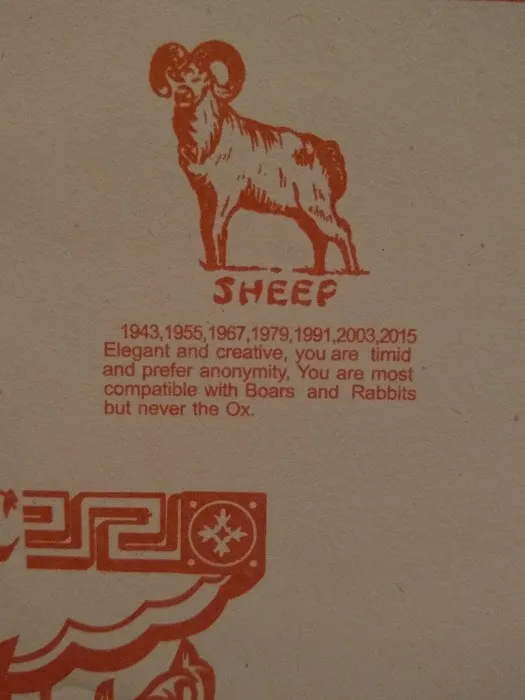 SHEEP
1943,1955,1967,1979,1991,2003,2015
Elegant and creative, you are timid
and prefer anonymity, You are most
compatible with Boars and Rabbits
but never the Ox.